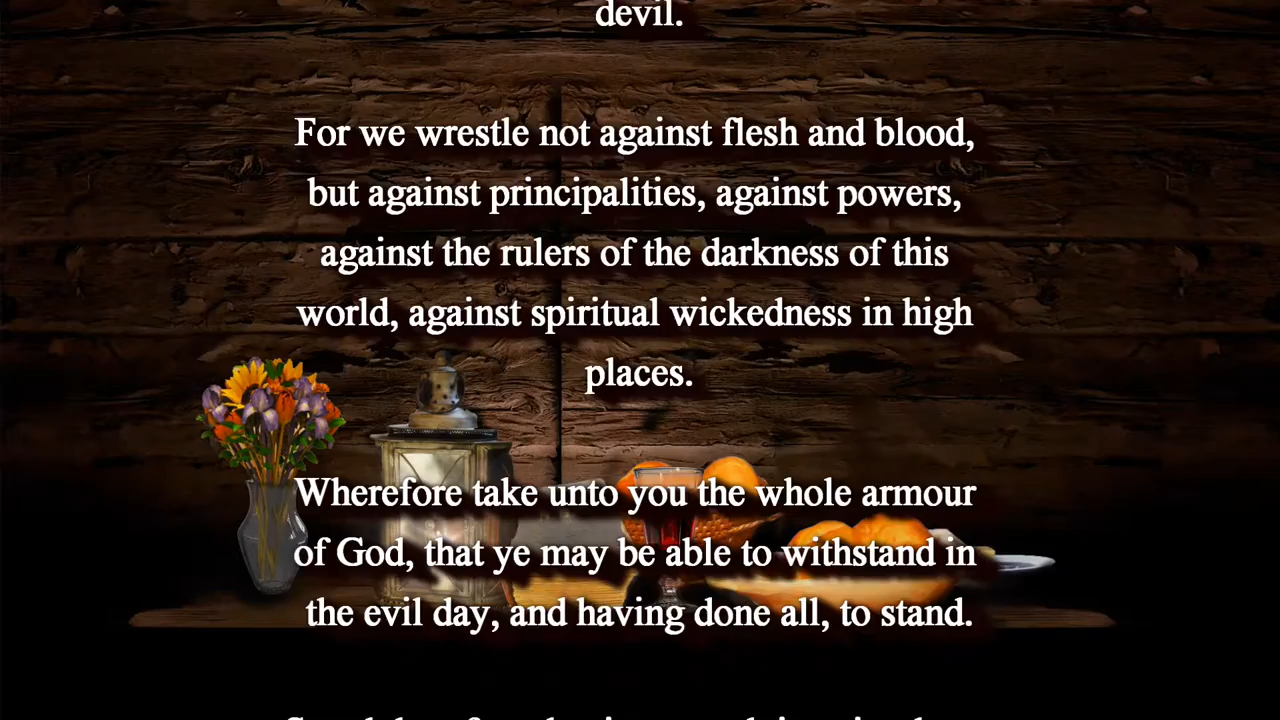 devil.
For we wrestle not against flesh and blood,
but against principalities, against powers,
against the rulers of the darkness of this
world, against spiritual wickedness in high
places.
Wherefore take unto you the whole armour
of God, that ye may be able to withstand in
the evil day, and having done all, to stand.